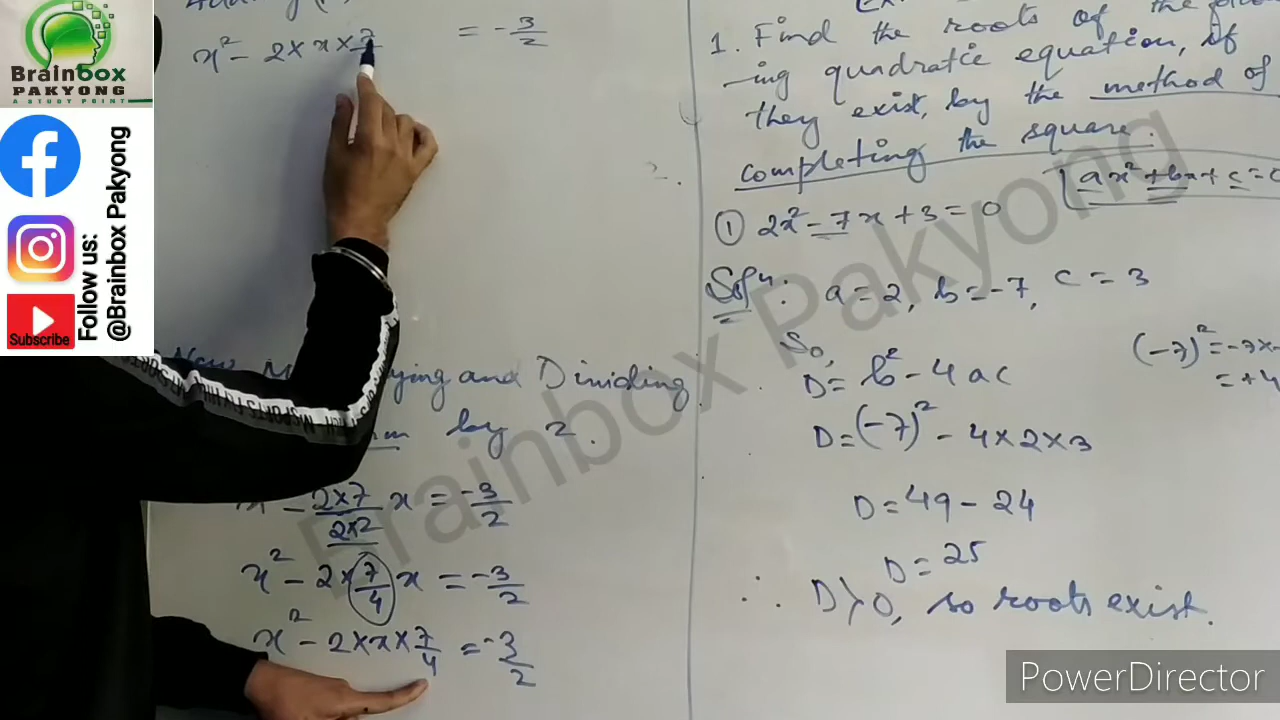 Brainbox
PAKYONG
A STUDY POINT
Follow us:
@Brainbox Pakyong
Subscribe
x² - 2 × x × 7 = -3/2
Dividing
by 2.
- 2×7/2×2 x = -3/2
x² - 2 × 7/4 x = -3/2
x² - 2 × x × 7/4 = -3/2
1. Find the roots of the
-ing quadratic equation, if
they exist, by the method of
completing the square.
ax² + bx + c = 0
① 2x² - 7x + 3 = 0
Solⁿ: a = 2, b = -7, c = 3
So,
D = b² - 4ac
(-7)² = -7×-
= +4
D = (-7)² - 4×2×3
D = 49 - 24
D = 25
∴ D > 0, so roots exist.
Brainbox Pakyong
PowerDirector